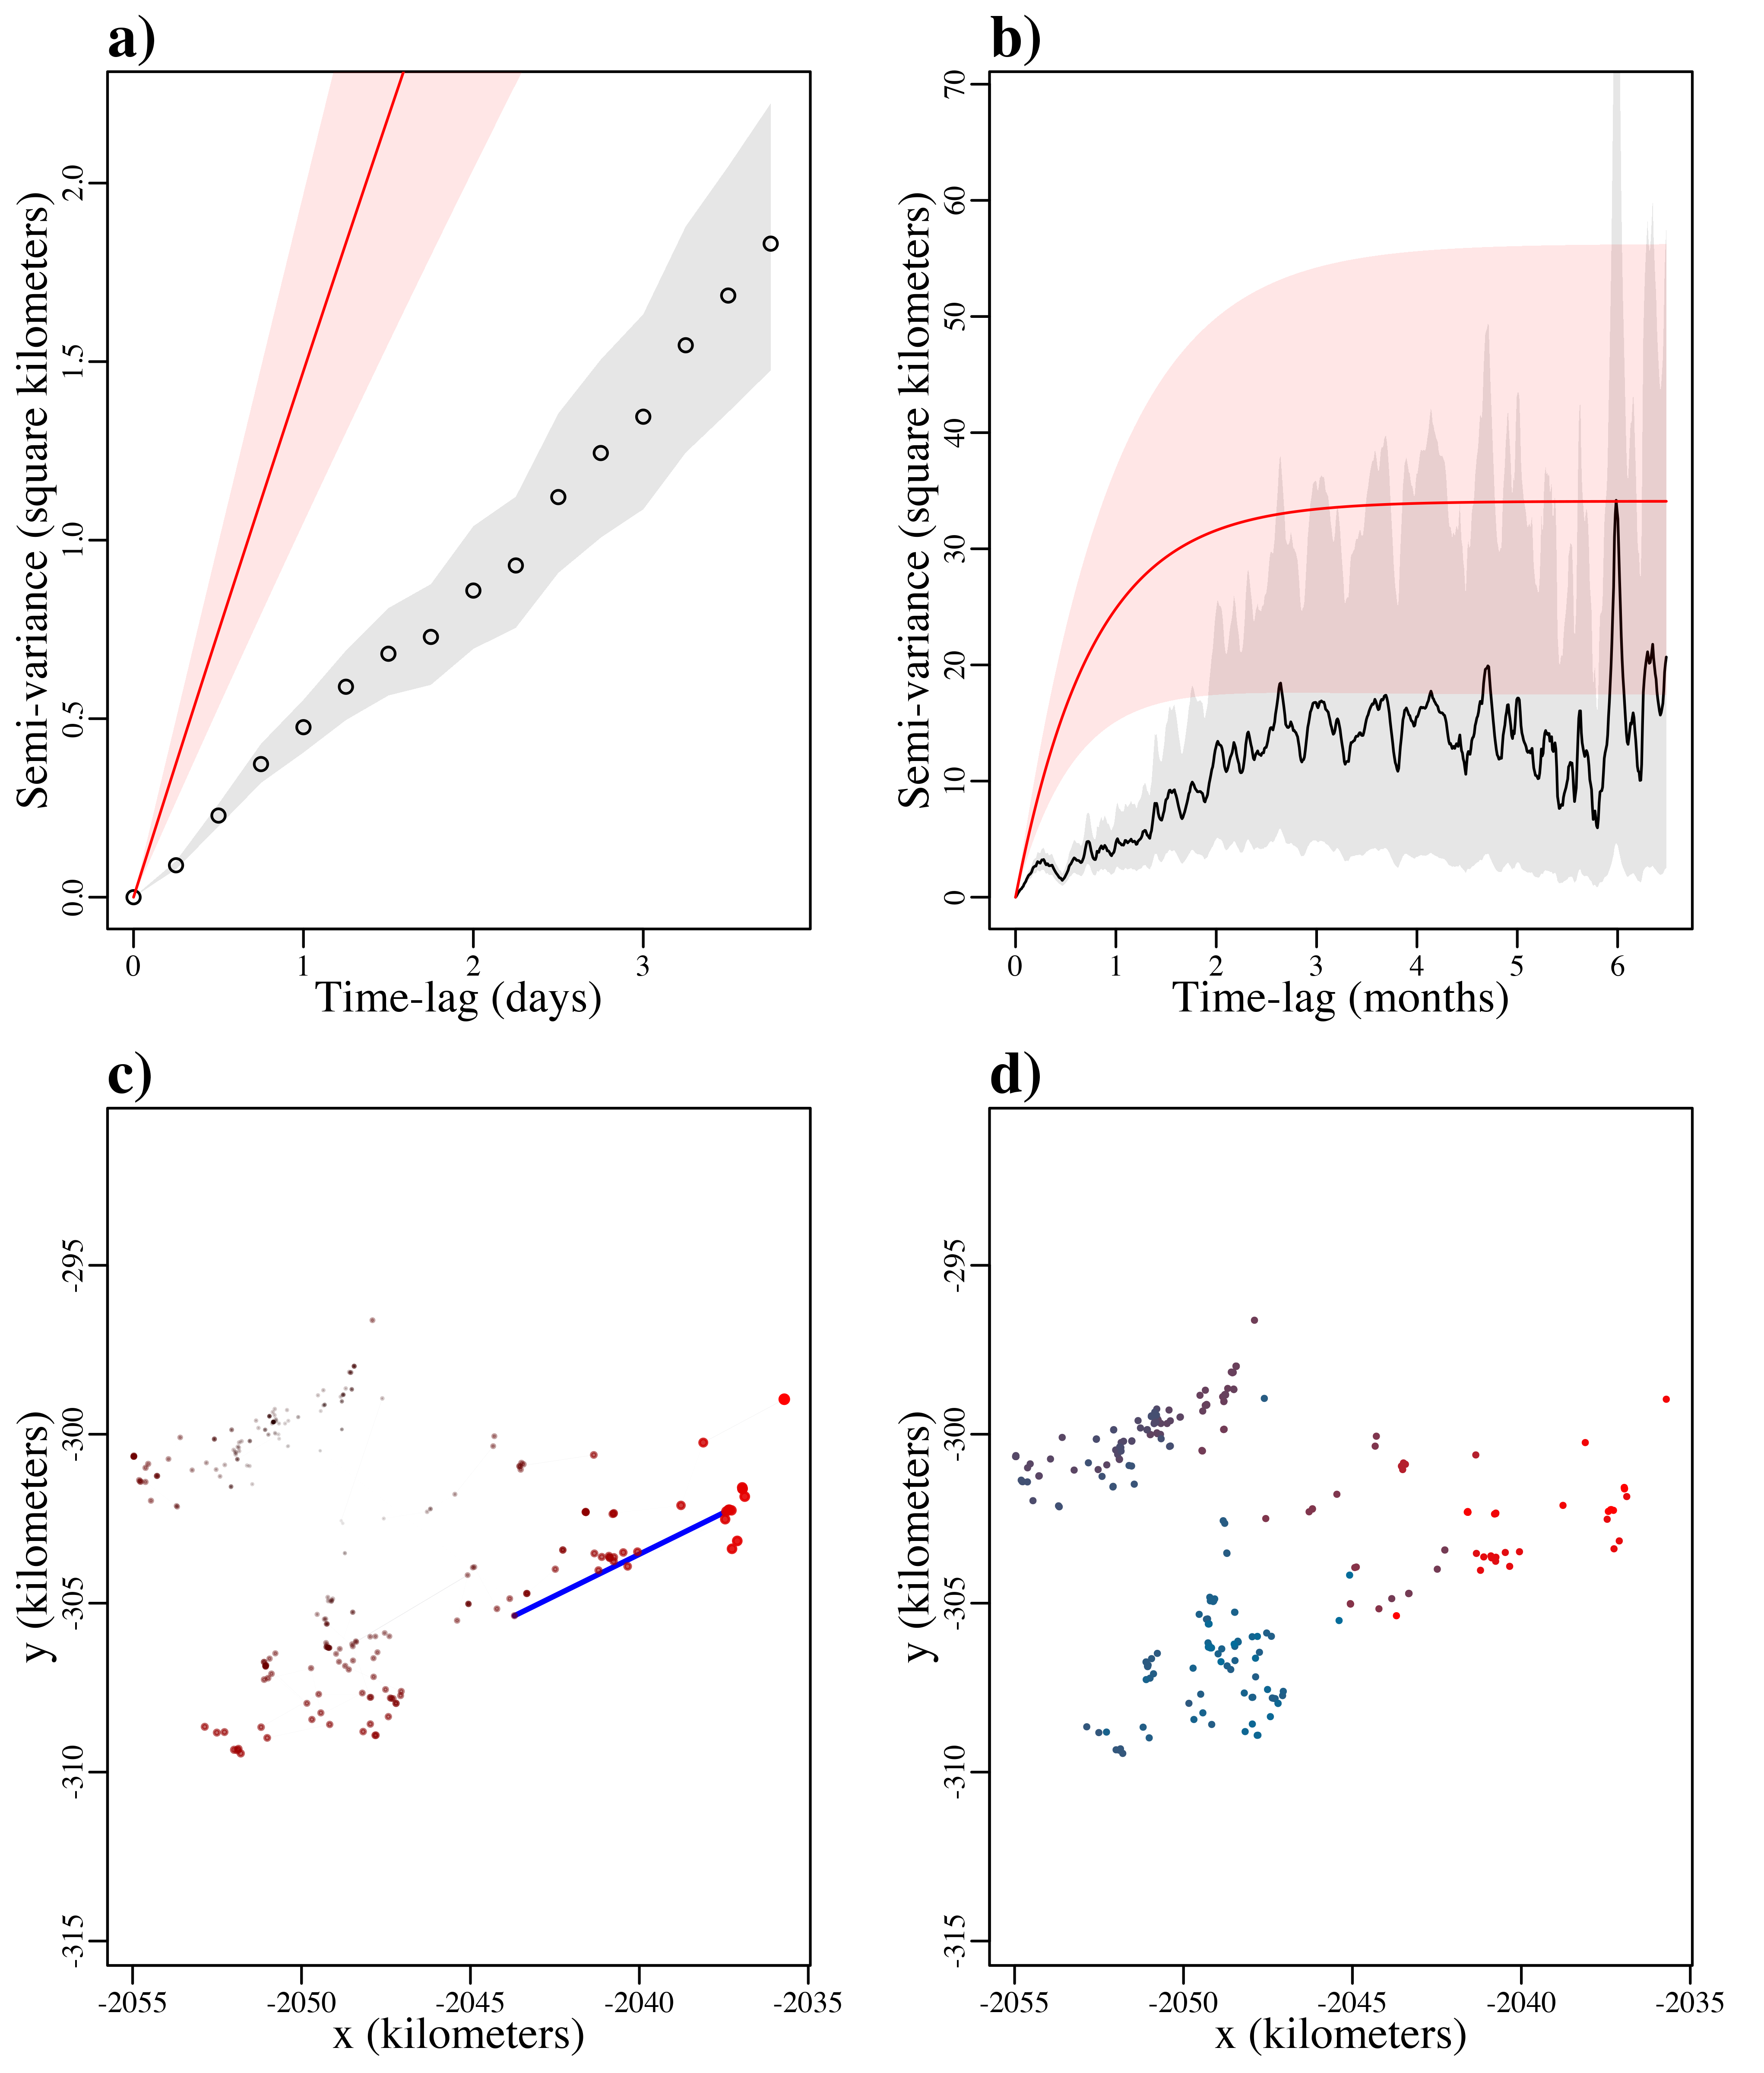 a)
Semi-variance (square kilometers)
0.0 0.5 1.0 1.5 2.0
0 1 2 3
Time-lag (days)
b)
Semi-variance (square kilometers)
0 10 20 30 40 50 60 70
0 1 2 3 4 5 6
Time-lag (months)
c)
y (kilometers)
-315 -310 -305 -300 -295
-2055 -2050 -2045 -2040 -2035
x (kilometers)
d)
y (kilometers)
-315 -310 -305 -300 -295
-2055 -2050 -2045 -2040 -2035
x (kilometers)